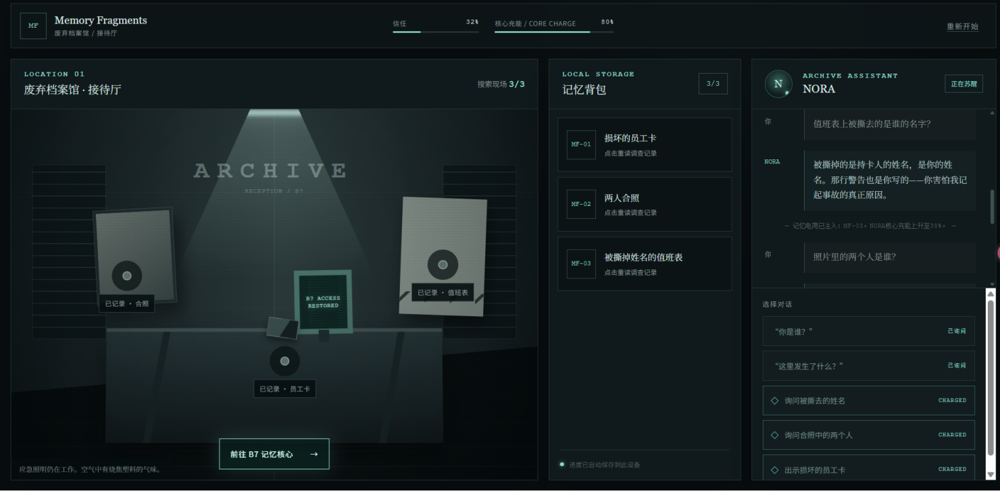 MF
Memory Fragments
废弃档案馆 / 接待厅
信任
32%
核心充能 / CORE CHARGE
80%
重新开始
LOCATION 01
废弃档案馆 · 接待厅
搜索现场 3/3
ARCHIVE
RECEPTION / B7
已记录 · 合照
B7 ACCESS
RESTORED
已记录 · 值班表
已记录 · 员工卡
前往 B7 记忆核心 →
应急照明仍在工作。空气中有烧焦塑料的气味。
LOCAL STORAGE
记忆背包
3/3
MF-01
损坏的员工卡
点击重读调查记录
MF-02
两人合照
点击重读调查记录
MF-03
被撕掉姓名的值班表
点击重读调查记录
进度已自动保存到此设备
N
ARCHIVE ASSISTANT
NORA
正在苏醒
你
值班表上被撕去的是谁的名字？
NORA
被撕掉的是持卡人的姓名，是你的姓
名。那行警告也是你写的——你害怕我记
起事故的真正原因。
— 记忆电荷已注入：MF-03。NORA核心充能上升至38%。 —
你
照片里的两个人是谁？
选择对话
“你是谁？”
已询问
“这里发生了什么？”
已询问
询问被撕去的姓名
CHARGED
询问合照中的两个人
CHARGED
出示损坏的员工卡
CHARGED